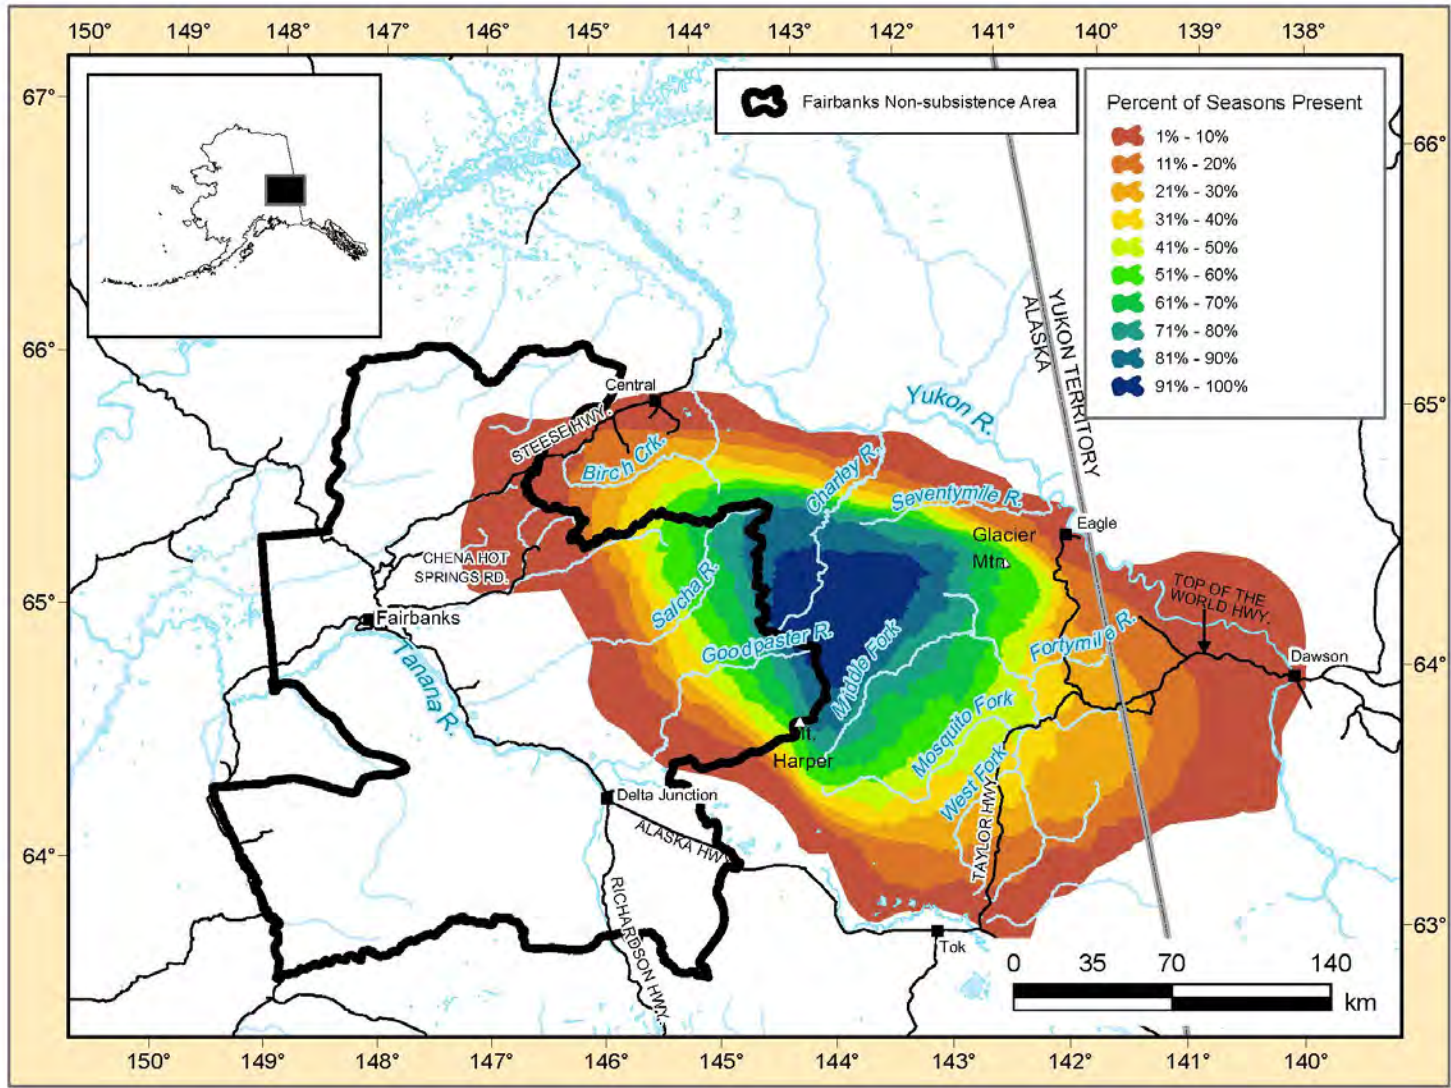 150° 149° 148° 147° 146° 145° 144° 143° 142° 141° 140° 139° 138°
67°
66°
65°
64°
66°
65°
64°
63°
Fairbanks Non-subsistence Area
Percent of Seasons Present
1% - 10%
11% - 20%
21% - 30%
31% - 40%
41% - 50%
51% - 60%
61% - 70%
71% - 80%
81% - 90%
91% - 100%
YUKON TERRITORY
ALASKA
Central
STEESE HWY.
Birch Crk.
Yukon R.
Charley R.
Seventymile R.
Eagle
Glacier
Mtn.
CHENA HOT
SPRINGS RD.
TOP OF THE
WORLD HWY.
Salcha R.
Fairbanks
Goodpaster R.
Fortymile R.
Middle Fork
Dawson
Tanana R.
Mosquito Fork
Mt.
Harper
West Fork
TAYLOR HWY
Delta Junction
ALASKA HWY
RICHARDSON HWY.
Tok
0 35 70 140
km
150° 149° 148° 147° 146° 145° 144° 143° 142° 141° 140°